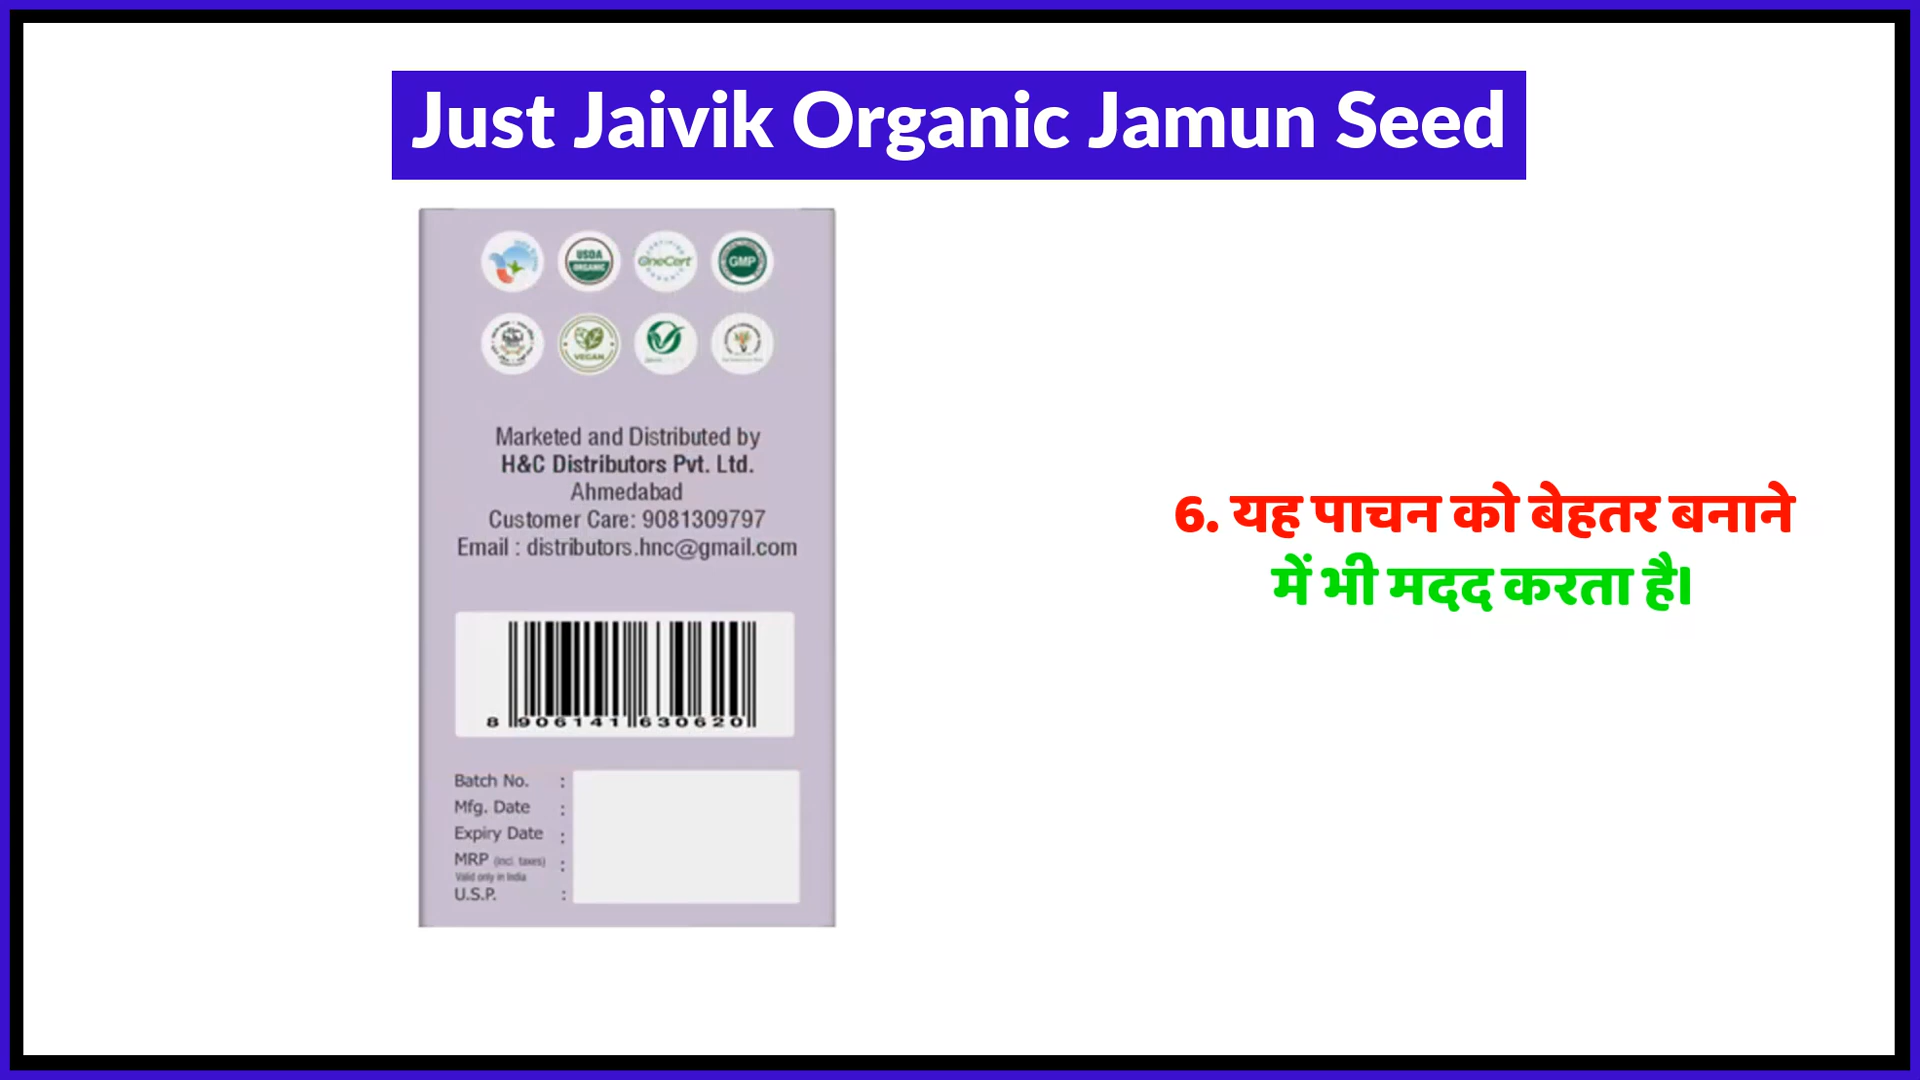 Just Jaivik Organic Jamun Seed
USDA
ORGANIC
OneCert
GMP
VEGAN
Marketed and Distributed by
H&C Distributors Pvt. Ltd.
Ahmedabad
Customer Care: 9081309797
Email : distributors.hnc@gmail.com
8 906141 630620
Batch No. :
Mfg. Date :
Expiry Date :
MRP (incl. taxes) :
Valid only in India
U.S.P. :
6. यह पाचन को बेहतर बनाने
में भी मदद करता है।